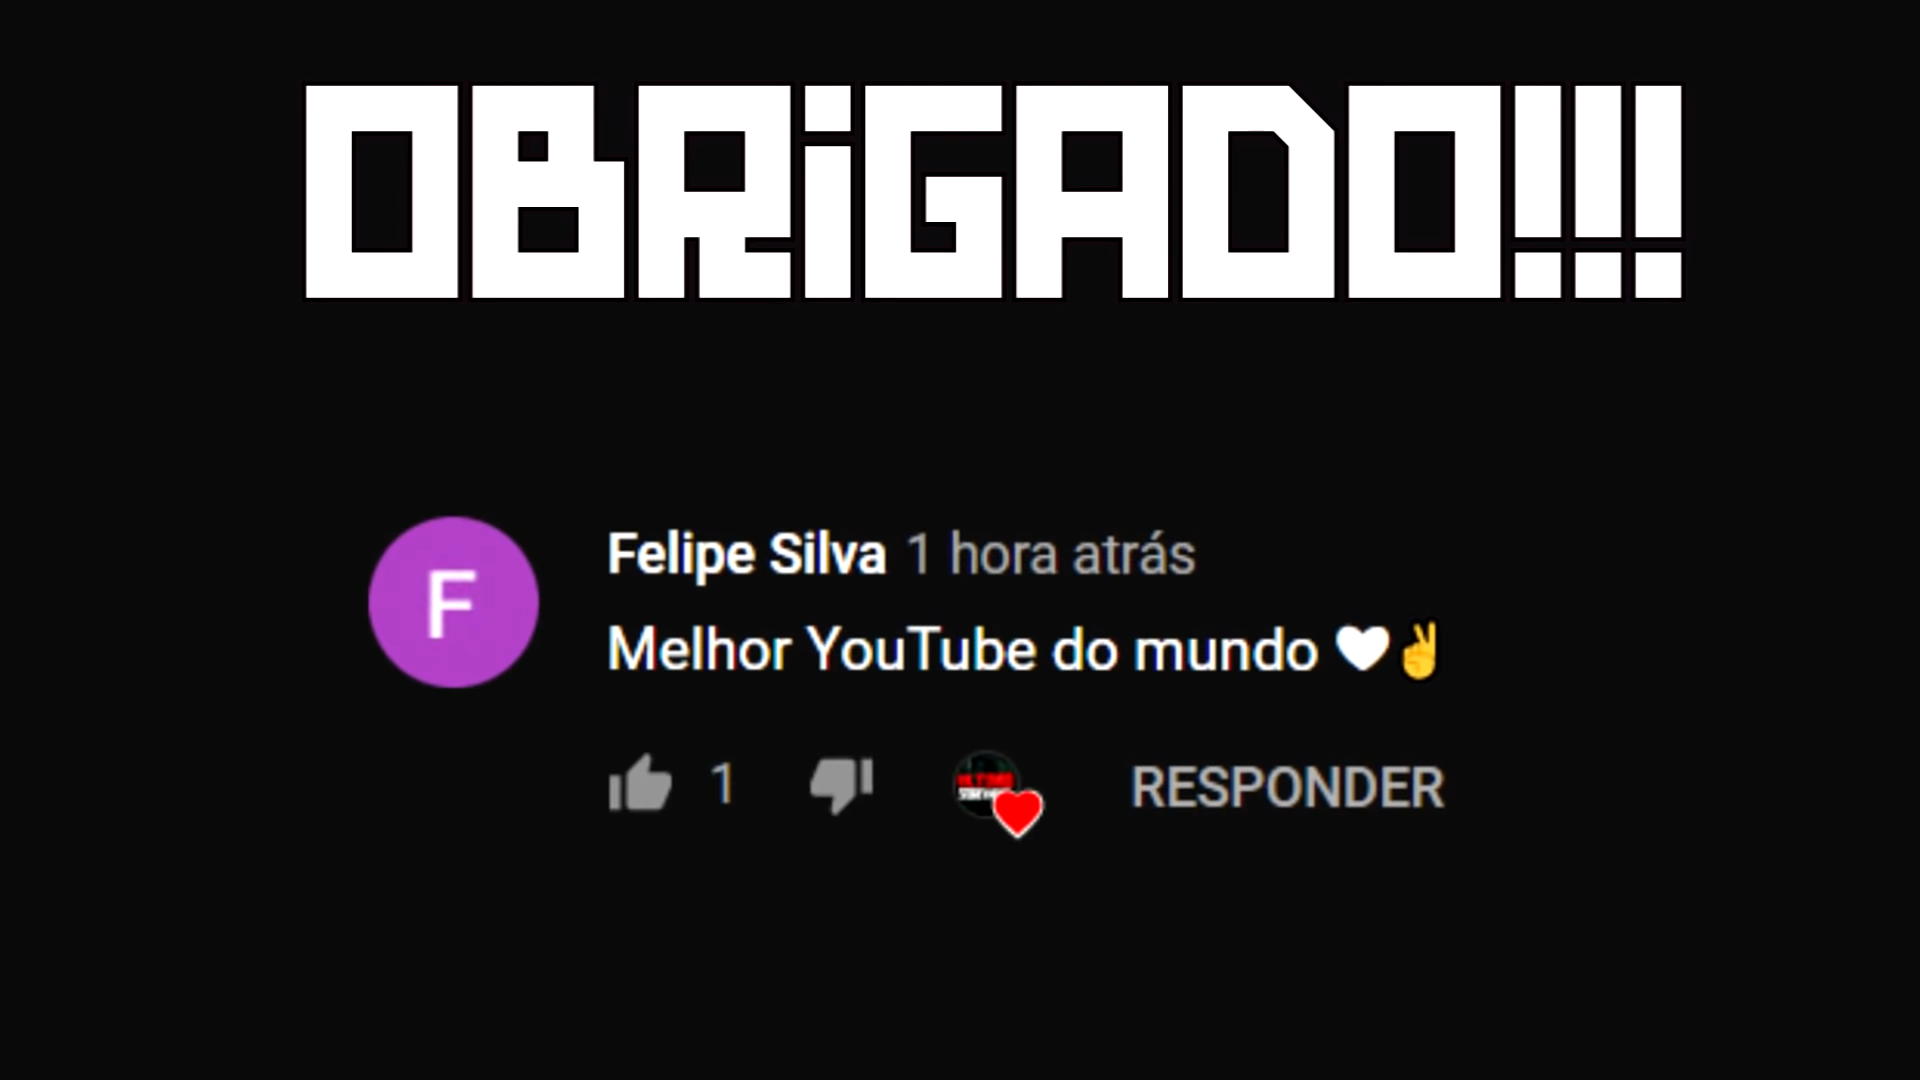 OBRiGADO!!!
Felipe Silva 1 hora atrás
F
Melhor YouTube do mundo 🤍✌
1
RESPONDER